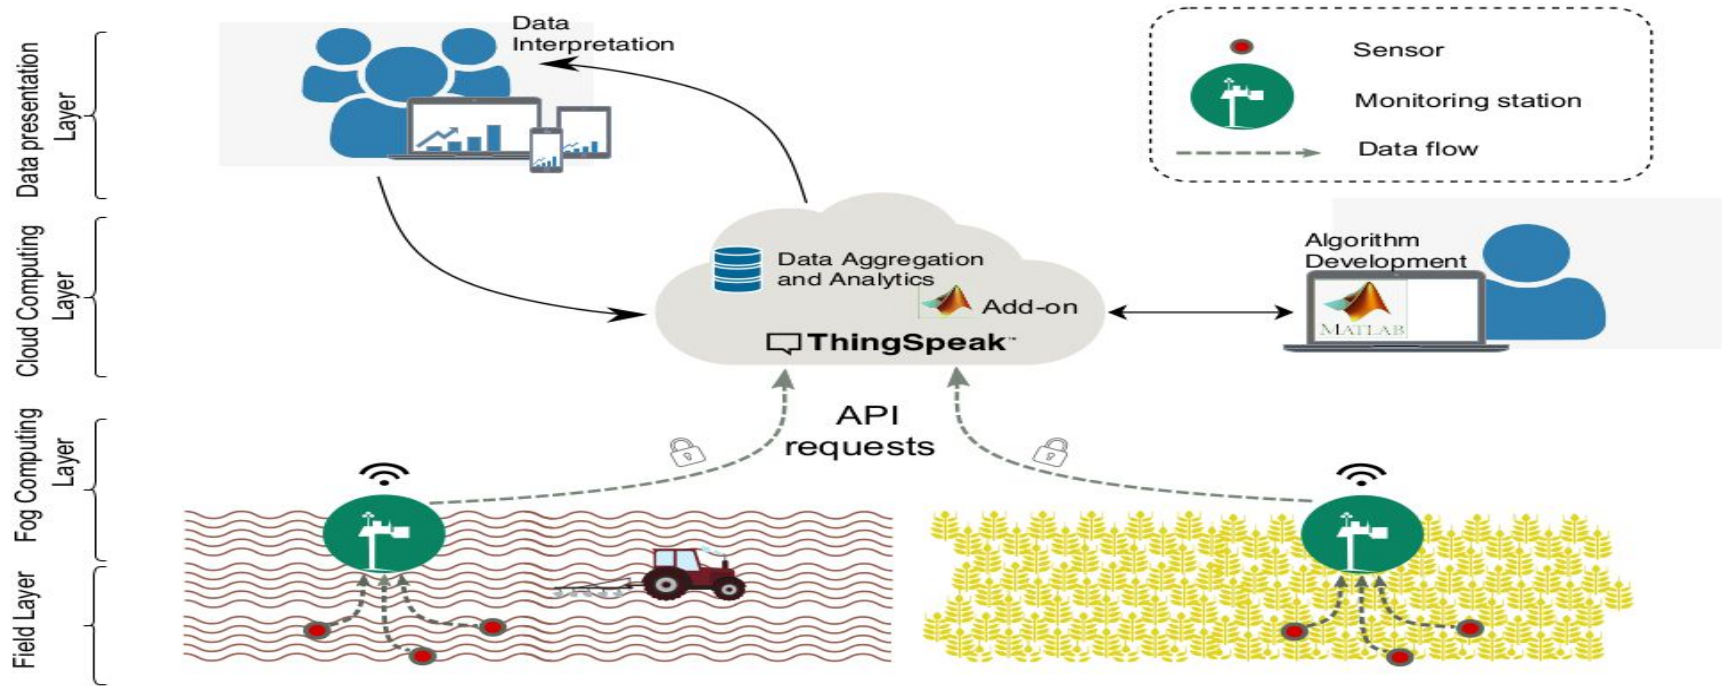 Data presentation
Layer
Cloud Computing
Layer
Fog Computing
Layer
Field Layer
Data
Interpretation
Sensor
Monitoring station
Data flow
Data Aggregation
and Analytics
Add-on
ThingSpeak™
Algorithm
Development
MATLAB
API
requests